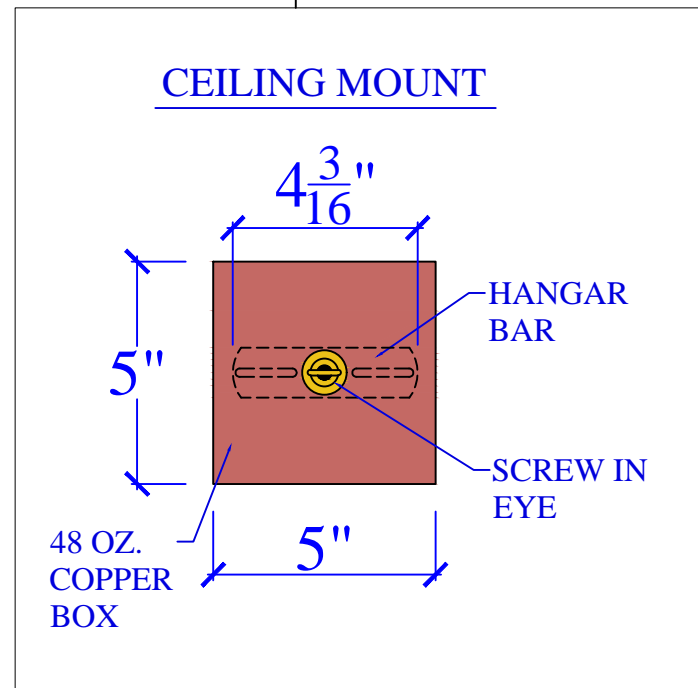 CEILING MOUNT
4 3/16"
HANGAR
BAR
5"
SCREW IN
EYE
48 OZ.
COPPER
BOX
5"